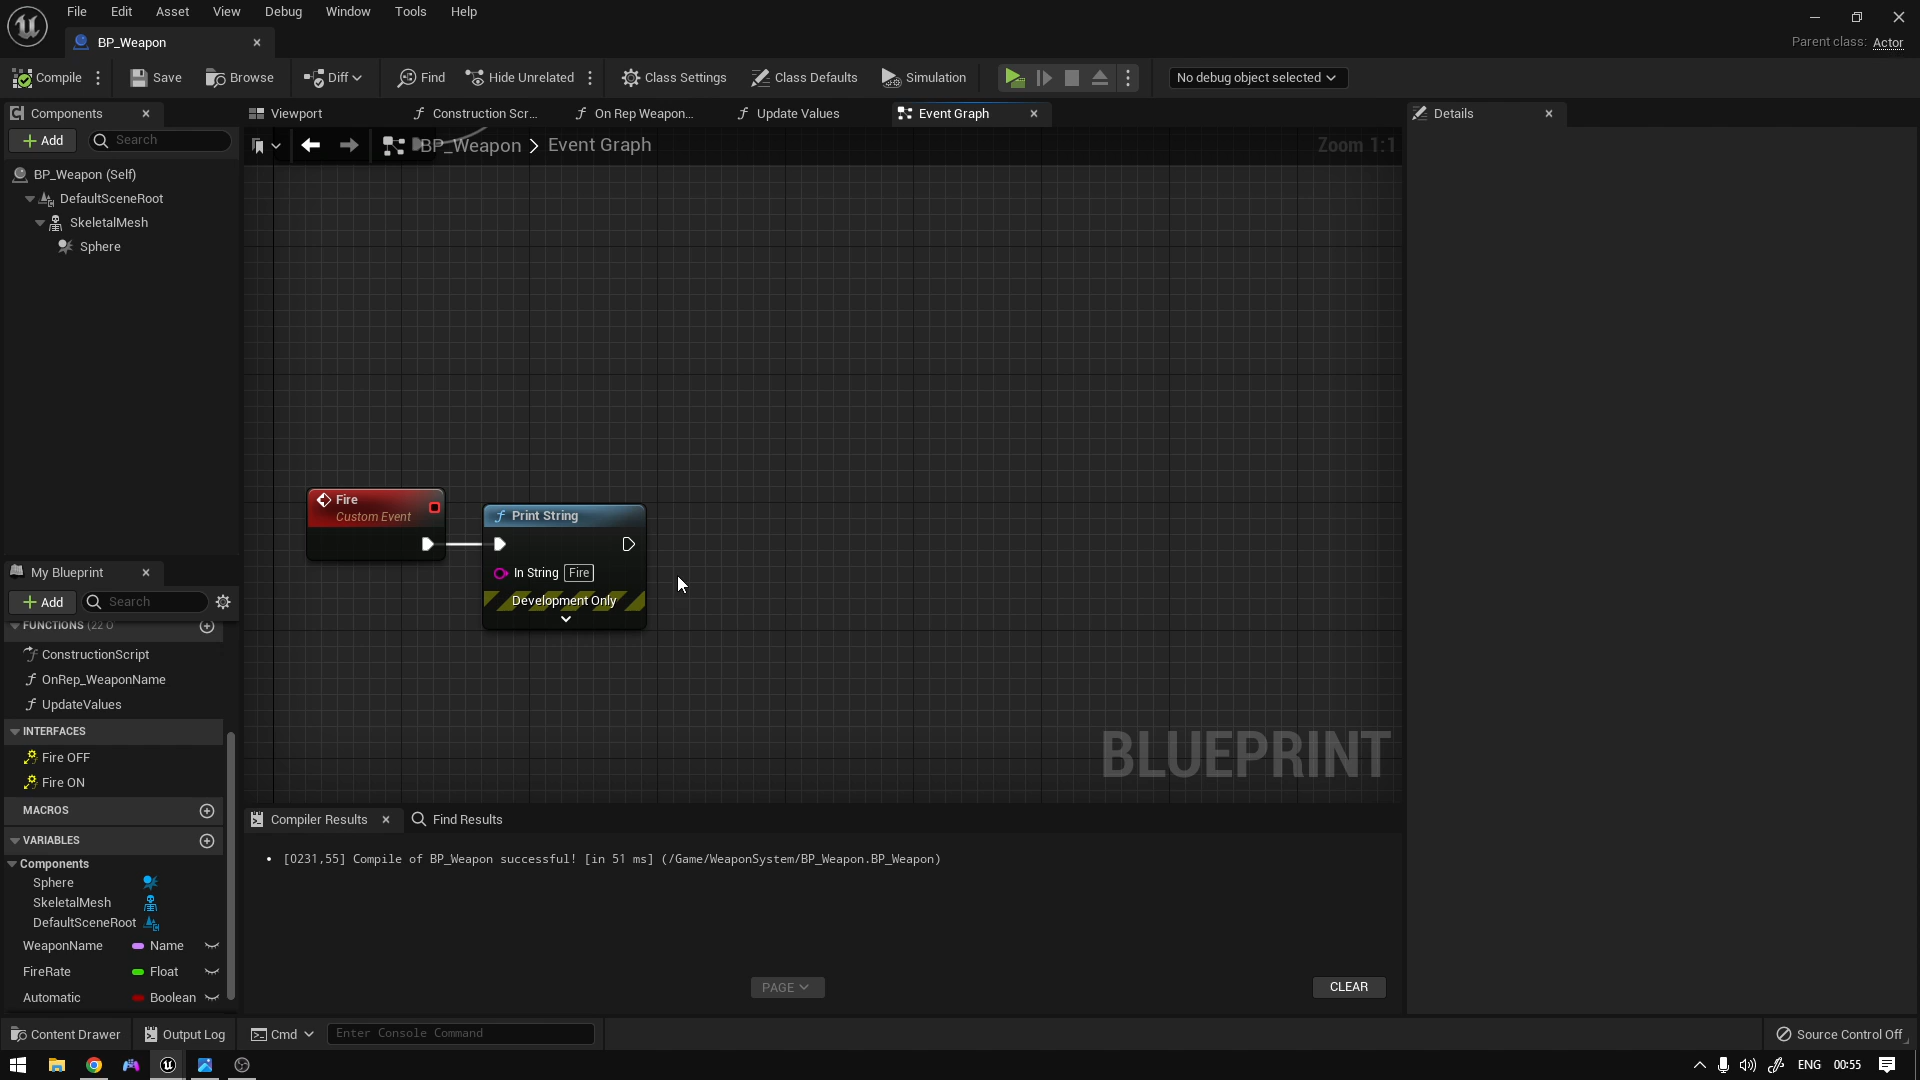 File Edit Asset View Debug Window Tools Help
BP_Weapon
Parent class: Actor
Compile Save Browse Diff Find Hide Unrelated Class Settings Class Defaults Simulation No debug object selected
Components
Viewport Construction Scr... On Rep Weapon... Update Values Event Graph
Details
Add Search
BP_Weapon > Event Graph
Zoom 1:1
BP_Weapon (Self)
DefaultSceneRoot
SkeletalMesh
Sphere
Fire
Custom Event
Print String
In String Fire
Development Only
BLUEPRINT
My Blueprint
Add Search
FUNCTIONS (22 O
ConstructionScript
OnRep_WeaponName
UpdateValues
INTERFACES
Fire OFF
Fire ON
MACROS
VARIABLES
Components
Sphere
SkeletalMesh
DefaultSceneRoot
WeaponName Name
FireRate Float
Automatic Boolean
Compiler Results Find Results
[0231,55] Compile of BP_Weapon successful! [in 51 ms] (/Game/WeaponSystem/BP_Weapon.BP_Weapon)
PAGE
CLEAR
Content Drawer Output Log Cmd Enter Console Command
Source Control Off
ENG 00:55